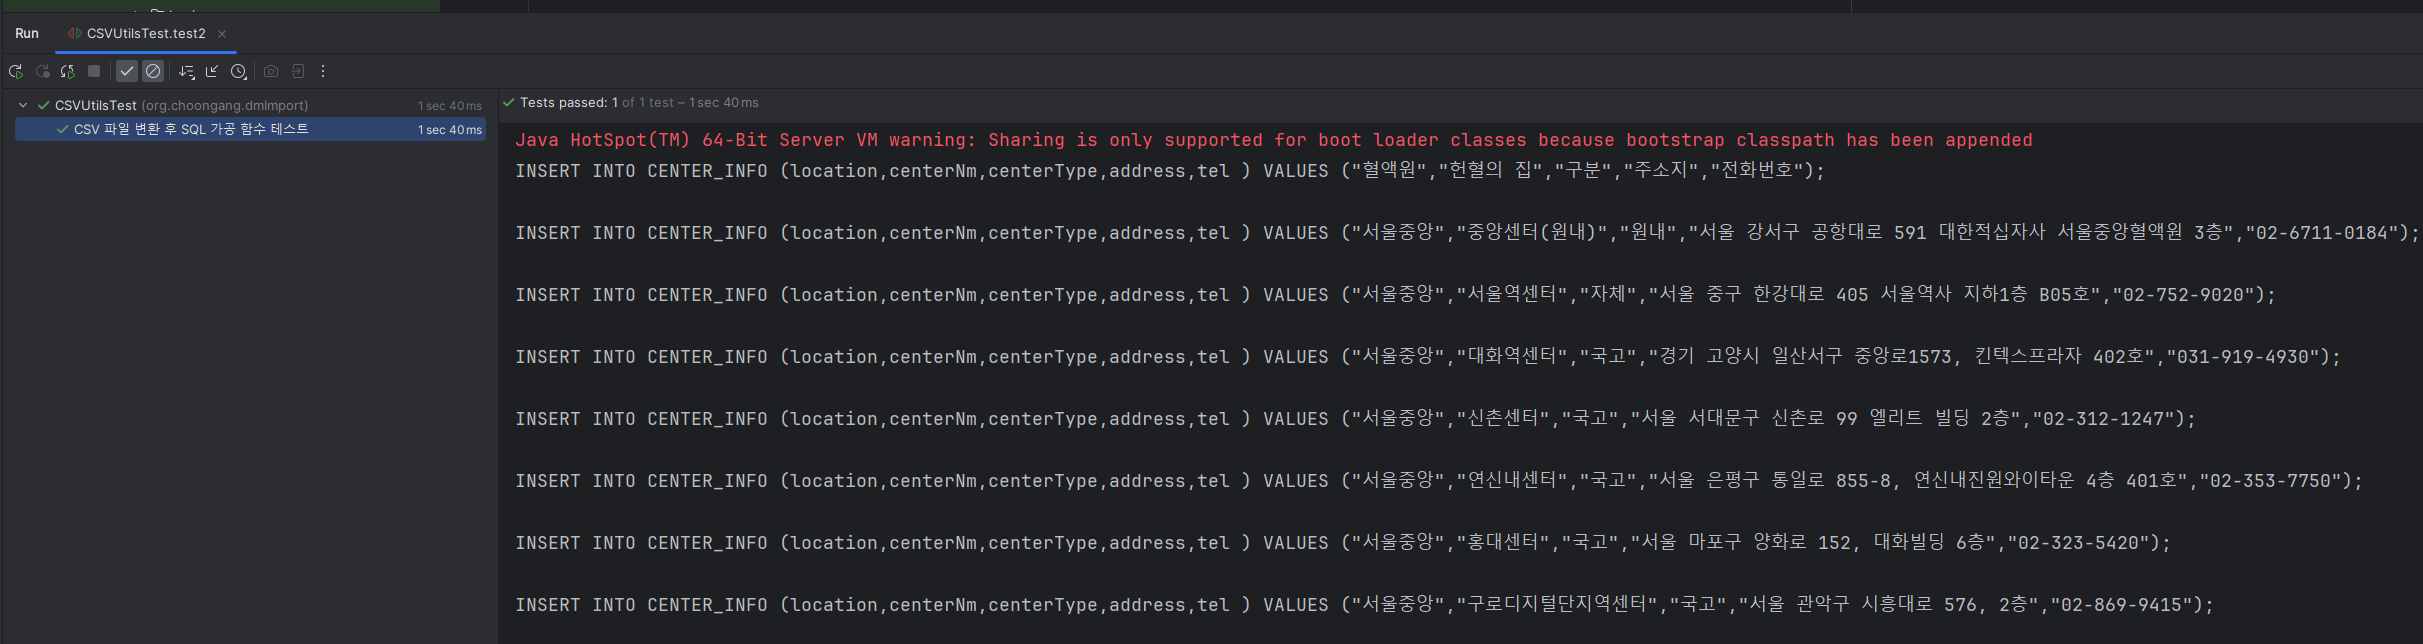 Run CSVUtilsTest.test2
CSVUtilsTest (org.choongang.dmImport) 1 sec 40 ms
CSV 파일 변환 후 SQL 가공 함수 테스트 1 sec 40 ms
Tests passed: 1 of 1 test – 1 sec 40 ms
Java HotSpot(TM) 64-Bit Server VM warning: Sharing is only supported for boot loader classes because bootstrap classpath has been appended
INSERT INTO CENTER_INFO (location,centerNm,centerType,address,tel ) VALUES ("혈액원","헌혈의 집","구분","주소지","전화번호");
INSERT INTO CENTER_INFO (location,centerNm,centerType,address,tel ) VALUES ("서울중앙","중앙센터(원내)","원내","서울 강서구 공항대로 591 대한적십자사 서울중앙혈액원 3층","02-6711-0184");
INSERT INTO CENTER_INFO (location,centerNm,centerType,address,tel ) VALUES ("서울중앙","서울역센터","자체","서울 중구 한강대로 405 서울역사 지하1층 B05호","02-752-9020");
INSERT INTO CENTER_INFO (location,centerNm,centerType,address,tel ) VALUES ("서울중앙","대화역센터","국고","경기 고양시 일산서구 중앙로1573, 킨텍스프라자 402호","031-919-4930");
INSERT INTO CENTER_INFO (location,centerNm,centerType,address,tel ) VALUES ("서울중앙","신촌센터","국고","서울 서대문구 신촌로 99 엘리트 빌딩 2층","02-312-1247");
INSERT INTO CENTER_INFO (location,centerNm,centerType,address,tel ) VALUES ("서울중앙","연신내센터","국고","서울 은평구 통일로 855-8, 연신내진원와이타운 4층 401호","02-353-7750");
INSERT INTO CENTER_INFO (location,centerNm,centerType,address,tel ) VALUES ("서울중앙","홍대센터","국고","서울 마포구 양화로 152, 대화빌딩 6층","02-323-5420");
INSERT INTO CENTER_INFO (location,centerNm,centerType,address,tel ) VALUES ("서울중앙","구로디지털단지역센터","국고","서울 관악구 시흥대로 576, 2층","02-869-9415");